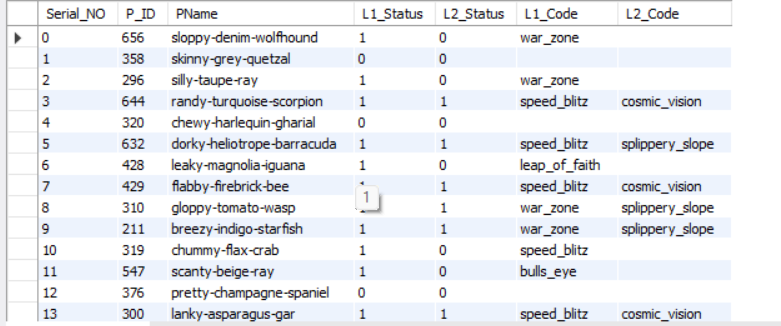 Serial_NO P_ID PName L1_Status L2_Status L1_Code L2_Code
0 656 sloppy-denim-wolfhound 1 0 war_zone
1 358 skinny-grey-quetzal 0 0
2 296 silly-taupe-ray 1 0 war_zone
3 644 randy-turquoise-scorpion 1 1 speed_blitz cosmic_vision
4 320 chewy-harlequin-gharial 0 0
5 632 dorky-heliotrope-barracuda 1 1 speed_blitz splippery_slope
6 428 leaky-magnolia-iguana 1 0 leap_of_faith
7 429 flabby-firebrick-bee 1 speed_blitz cosmic_vision
1
8 310 gloppy-tomato-wasp 1 war_zone splippery_slope
9 211 breezy-indigo-starfish 1 1 war_zone splippery_slope
10 319 chummy-flax-crab 1 0 speed_blitz
11 547 scanty-beige-ray 1 0 bulls_eye
12 376 pretty-champagne-spaniel 0 0
13 300 lanky-asparagus-gar 1 1 speed_blitz cosmic_vision